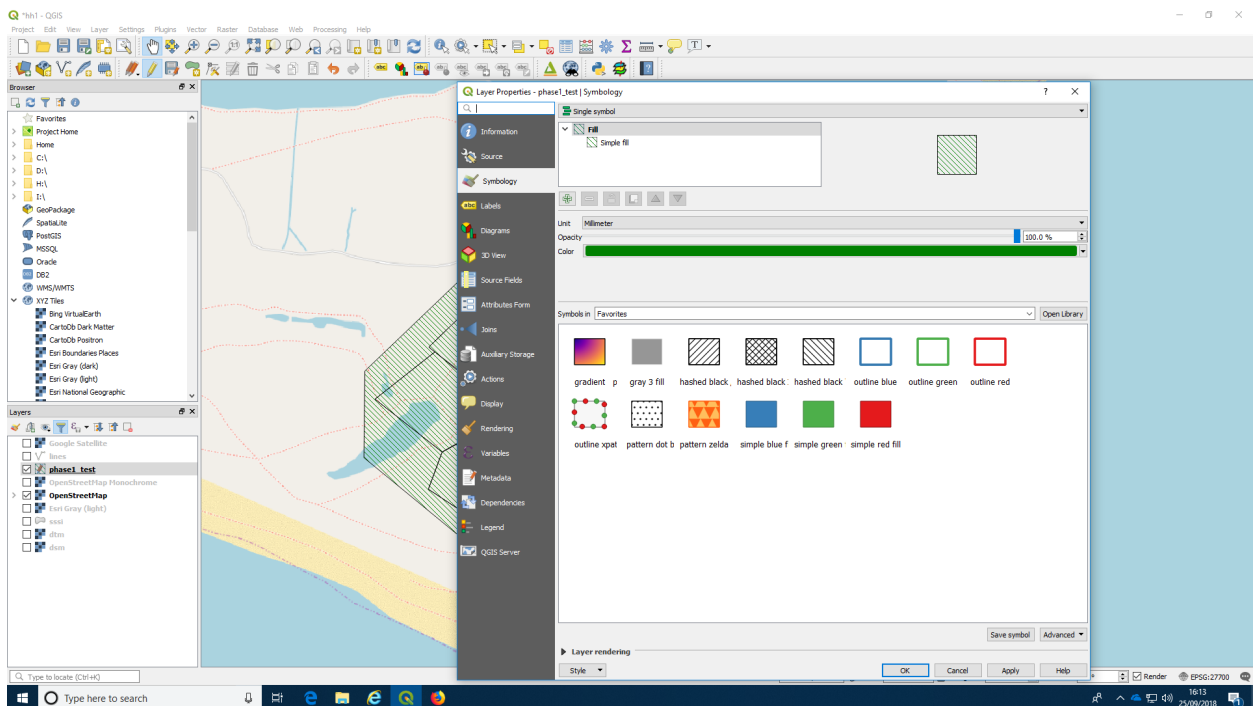 *hh1 - QGIS
Project Edit View Layer Settings Plugins Vector Raster Database Web Processing Help
Browser
Favorites
Project Home
Home
C:\
D:\
H:\
I:\
GeoPackage
SpatiaLite
PostGIS
MSSQL
Oracle
DB2
WMS/WMTS
XYZ Tiles
Bing VirtualEarth
CartoDb Dark Matter
CartoDb Positron
Esri Boundaries Places
Esri Gray (dark)
Esri Gray (light)
Esri National Geographic
Layers
Google Satellite
lines
phase1_test
OpenStreetMap Monochrome
OpenStreetMap
Esri Gray (light)
sssi
dtm
dsm
Type to locate (Ctrl+K)
Layer Properties - phase1_test | Symbology
Information
Source
Symbology
Labels
Diagrams
3D View
Source Fields
Attributes Form
Joins
Auxiliary Storage
Actions
Display
Rendering
Variables
Metadata
Dependencies
Legend
QGIS Server
Single symbol
Fill
Simple fill
Unit Millimeter
Opacity 100.0 %
Color
Symbols in Favorites Open Library
gradient p gray 3 fill hashed black hashed black hashed black outline blue outline green outline red
outline xpat pattern dot b pattern zelda simple blue f simple green simple red fill
Save symbol Advanced
Layer rendering
Style OK Cancel Apply Help
Render EPSG:27700
Type here to search
16:13
25/09/2018